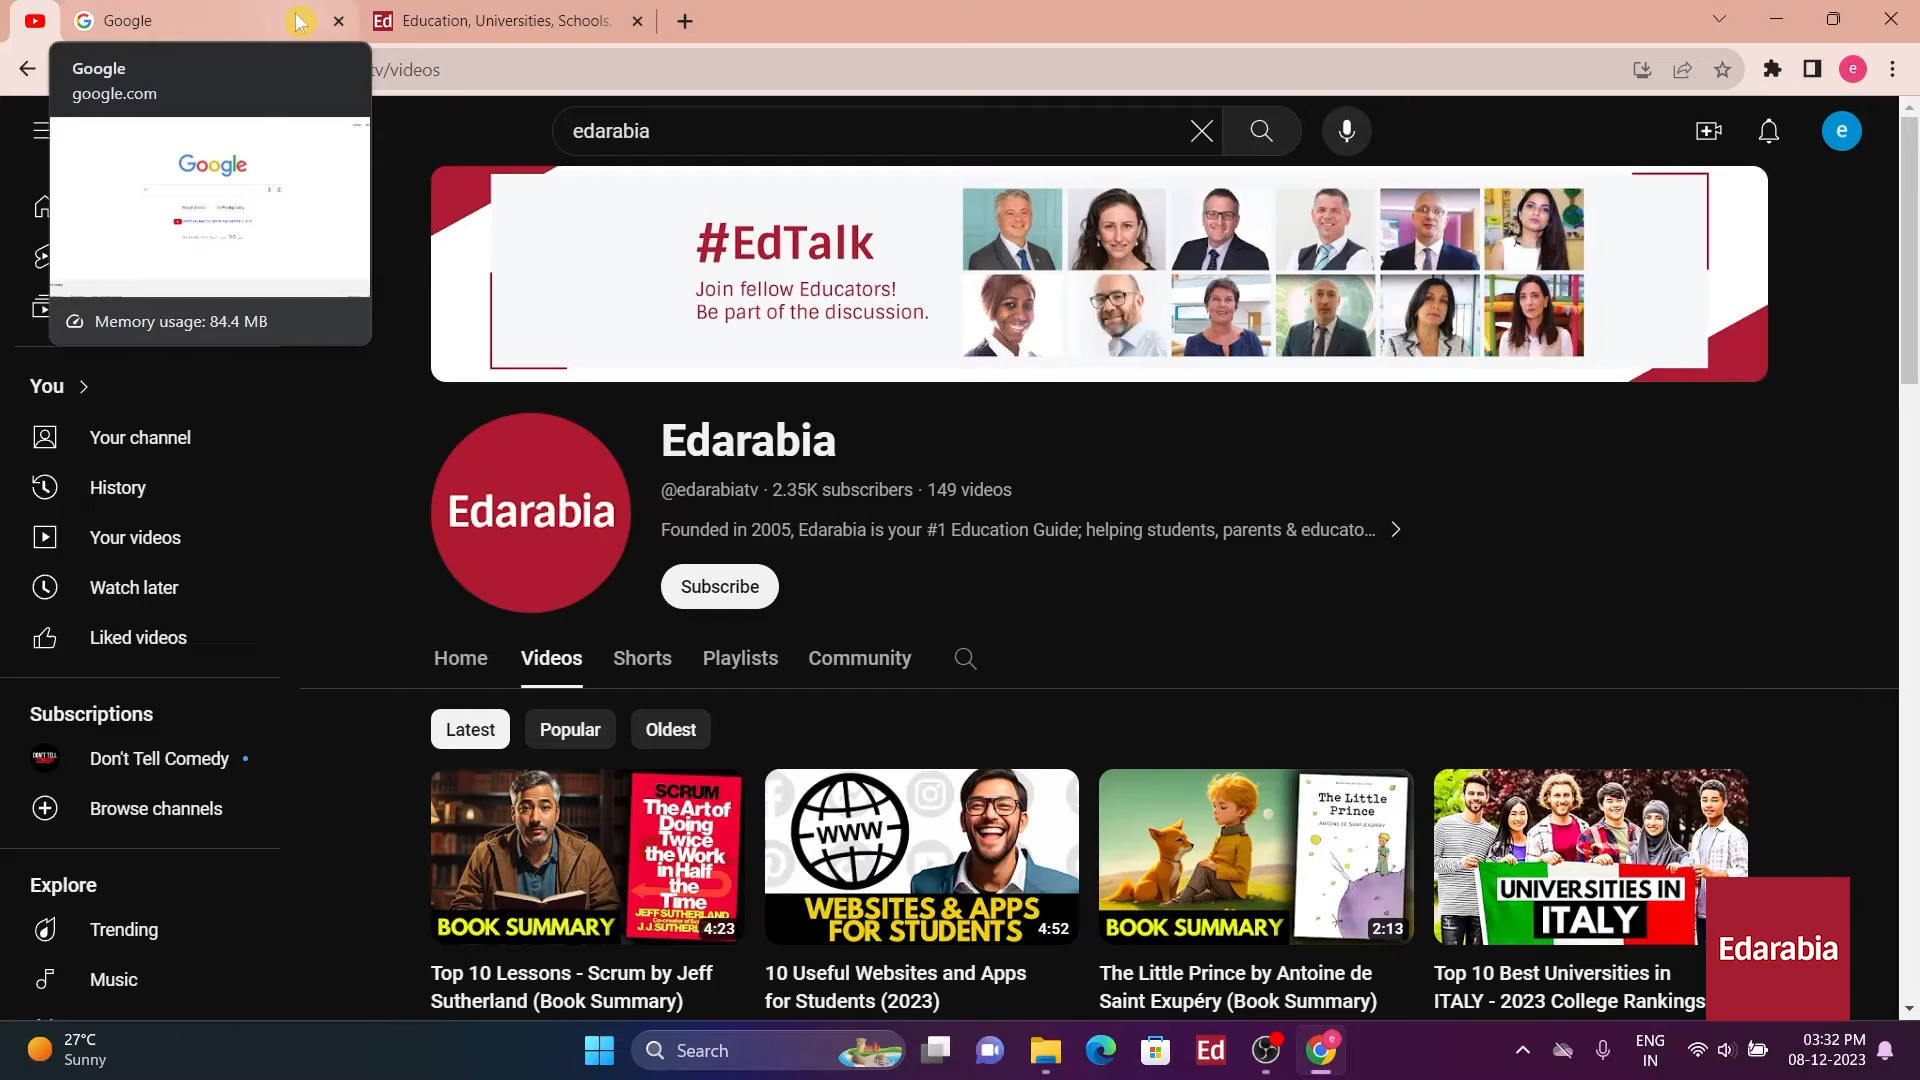 Google
Ed Education, Universities, Schools,
tv/videos
e
Google
google.com
Google
Memory usage: 84.4 MB
edarabia
e
#EdTalk
Join fellow Educators!
Be part of the discussion.
You
Your channel
History
Your videos
Watch later
Liked videos
Edarabia
Edarabia
@edarabiatv · 2.35K subscribers · 149 videos
Founded in 2005, Edarabia is your #1 Education Guide; helping students, parents & educato...
Subscribe
Home Videos Shorts Playlists Community
Subscriptions
Don't Tell Comedy
Browse channels
Latest Popular Oldest
Explore
Trending
Music
SCRUM
The Art of
Doing
Twice
the Work
in Half
the
Time
JEFF SUTHERLAND
J.J. SUTHERL
BOOK SUMMARY
4:23
WWW
WEBSITES & APPS
FOR STUDENTS
4:52
The Little
Prince
BOOK SUMMARY
2:13
UNIVERSITIES IN
ITALY
Top 10 Lessons - Scrum by Jeff
Sutherland (Book Summary)
10 Useful Websites and Apps
for Students (2023)
The Little Prince by Antoine de
Saint Exupéry (Book Summary)
Top 10 Best Universities in
ITALY - 2023 College Rankings
Edarabia
27°C
Sunny
Search
Ed
e
ENG
IN
03:32 PM
08-12-2023